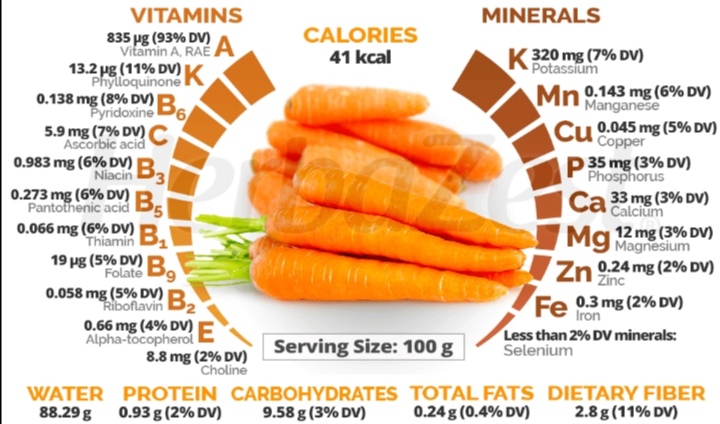 VITAMINS
835 µg (93% DV)
Vitamin A, RAE
A
13.2 µg (11% DV)
Phylloquinone
K
0.138 mg (8% DV)
Pyridoxine
B6
5.9 mg (7% DV)
Ascorbic acid
C
0.983 mg (6% DV)
Niacin
B3
0.273 mg (6% DV)
Pantothenic acid
B5
0.066 mg (6% DV)
Thiamin
B1
19 µg (5% DV)
Folate
B9
0.058 mg (5% DV)
Riboflavin
B2
0.66 mg (4% DV)
Alpha-tocopherol
E
8.8 mg (2% DV)
Choline
CALORIES
41 kcal
HerbaZest
Serving Size: 100 g
MINERALS
K
320 mg (7% DV)
Potassium
Mn
0.143 mg (6% DV)
Manganese
Cu
0.045 mg (5% DV)
Copper
P
35 mg (3% DV)
Phosphorus
Ca
33 mg (3% DV)
Calcium
Mg
12 mg (3% DV)
Magnesium
Zn
0.24 mg (2% DV)
Zinc
Fe
0.3 mg (2% DV)
Iron
Less than 2% DV minerals:
Selenium
WATER
88.29 g
PROTEIN
0.93 g (2% DV)
CARBOHYDRATES
9.58 g (3% DV)
TOTAL FATS
0.24 g (0.4% DV)
DIETARY FIBER
2.8 g (11% DV)